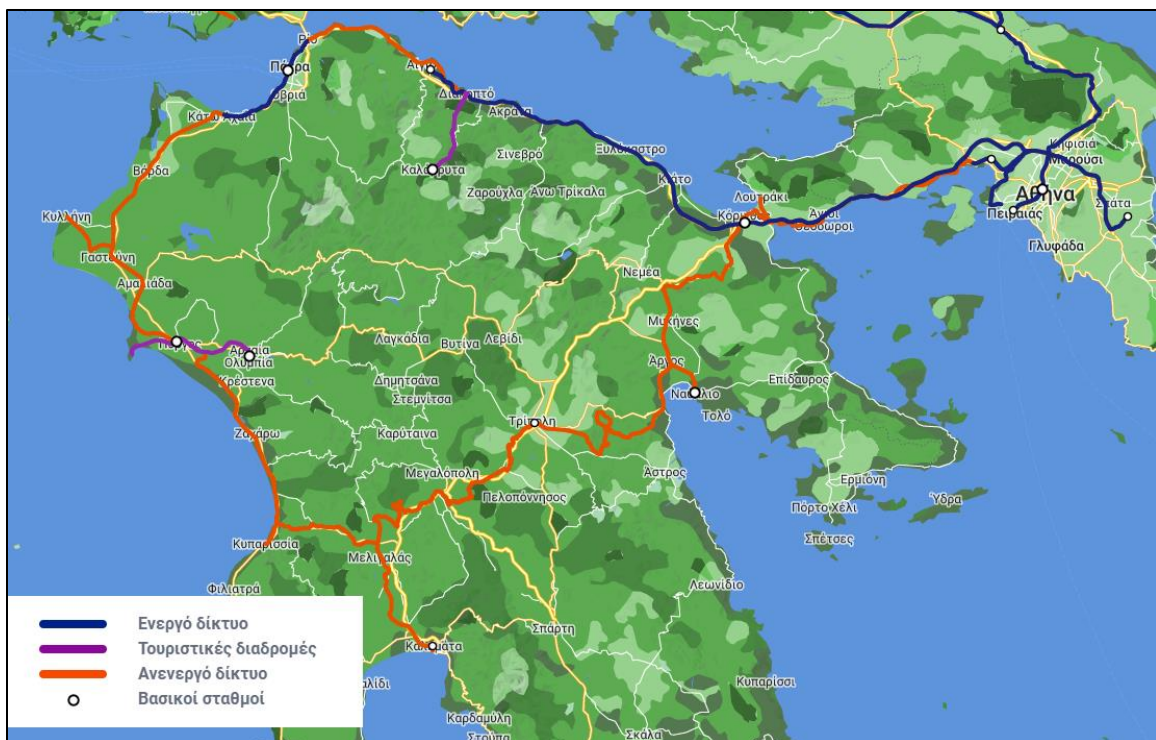 Ρίο
Πάτρα
Αίγιο
Διακοπτό
Ακράτα
Κάτω Αχαΐα
Καλάβρυτα
Σινεβρό
Ξυλόκαστρο
Κηφισιά
Μαρούσι
Βάρδα
Ζαρούχλα
Άνω Τρίκαλα
Κιάτο
Λουτράκι
Αθήνα
Σπάτα
Κυλλήνη
Κόρινθος
Άγιοι
Θεόδωροι
Πειραιάς
Γλυφάδα
Γαστούνη
Αμαλιάδα
Νεμέα
Μυκήνες
Πύργος
Αρχαία
Ολυμπία
Λαγκάδια
Βυτίνα
Λεβίδι
Κρέστενα
Δημητσάνα
Στεμνίτσα
Άργος
Ναύπλιο
Επίδαυρος
Τολό
Ζαχάρω
Καρύταινα
Τρίπολη
Μεγαλόπολη
Πελοπόννησος
Άστρος
Ερμιόνη
Ύδρα
Πόρτο Χέλι
Σπέτσες
Κυπαρισσία
Μελιγαλάς
Φιλιατρά
Λεωνίδιο
Σπάρτη
Καλαμάτα
Κυπαρίσσι
Καρδαμύλη
Στούπα
Σκάλα
Ενεργό δίκτυο
Τουριστικές διαδρομές
Ανενεργό δίκτυο
Βασικοί σταθμοί